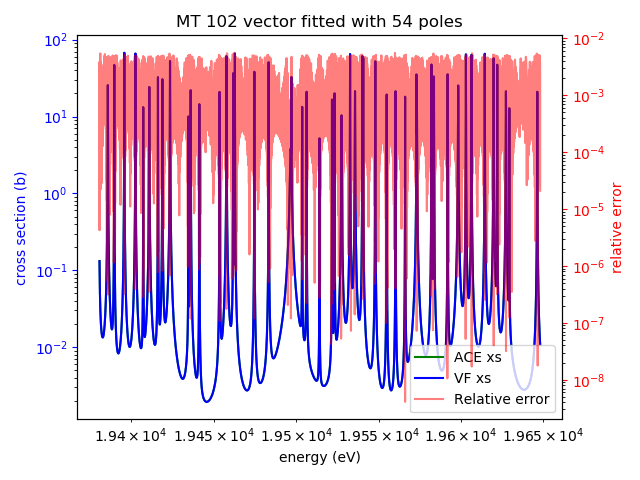 MT 102 vector fitted with 54 poles
10²
10¹
10⁰
10⁻¹
10⁻²
cross section (b)
10⁻²
10⁻³
10⁻⁴
10⁻⁵
10⁻⁶
10⁻⁷
10⁻⁸
relative error
ACE xs
VF xs
Relative error
1.94 × 10⁴ 1.945 × 10⁴ 1.95 × 10⁴ 1.955 × 10⁴ 1.96 × 10⁴ 1.965 × 10⁴
energy (eV)